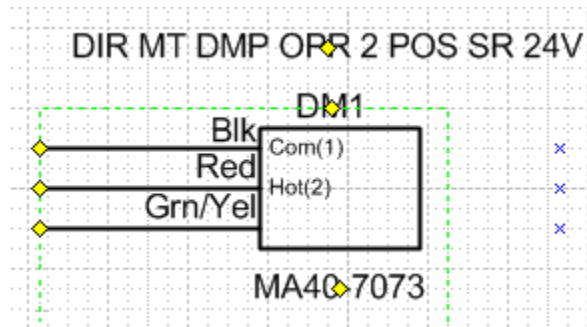 DIR MT DMP OPR 2 POS SR 24V
DM1
Blk
Com(1)
Red
Hot(2)
Grn/Yel
MA40-7073